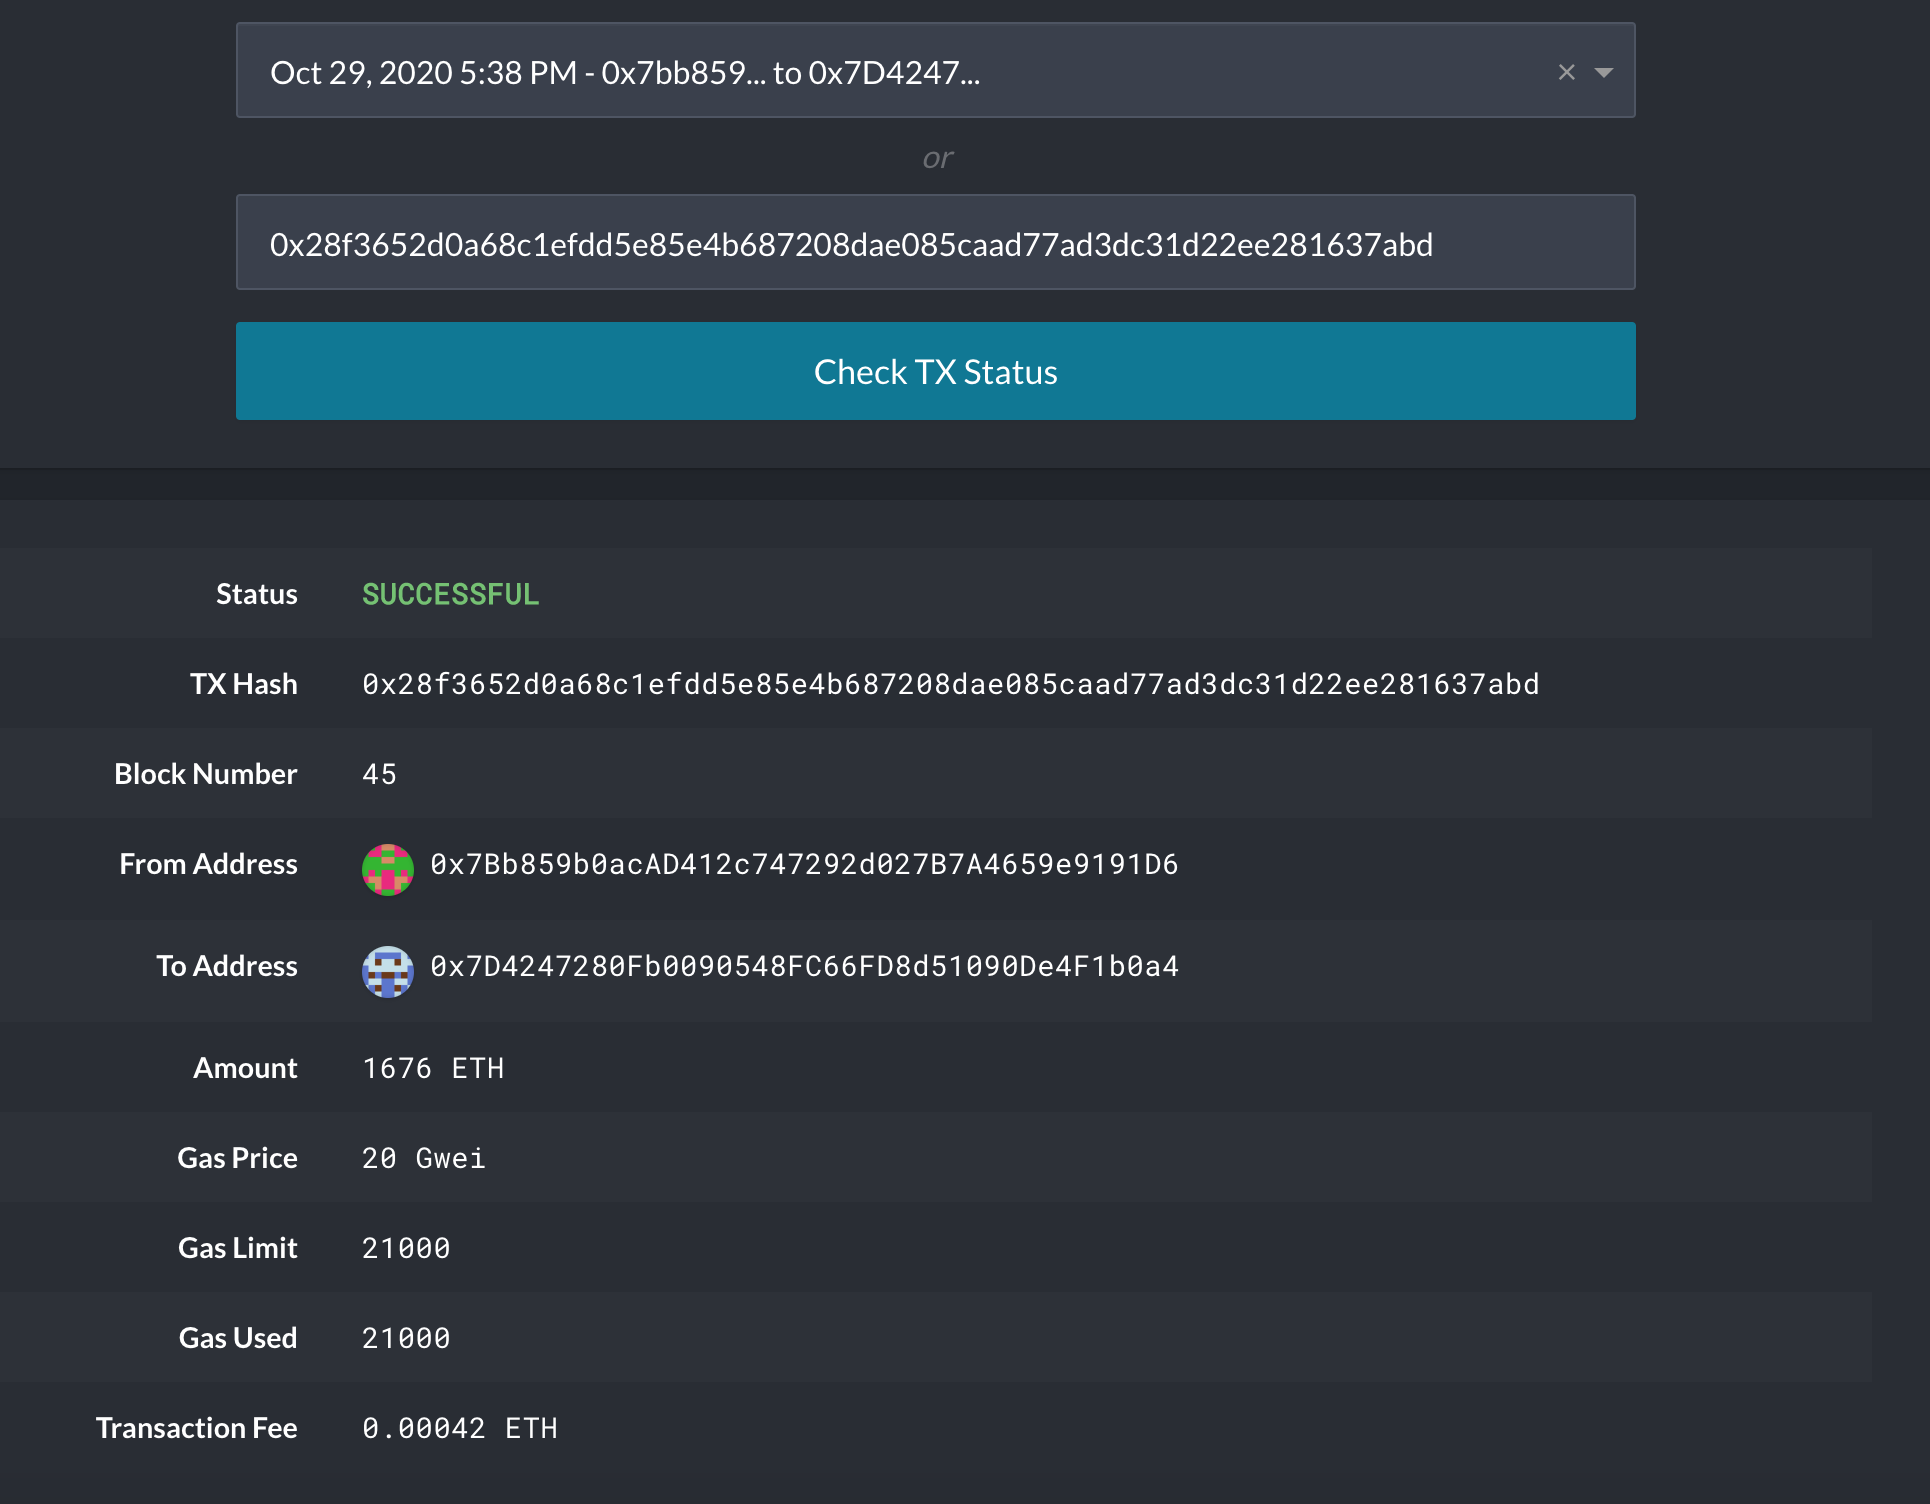 Oct 29, 2020 5:38 PM - 0x7bb859... to 0x7D4247...
or
0x28f3652d0a68c1efdd5e85e4b687208dae085caad77ad3dc31d22ee281637abd
Check TX Status
Status SUCCESSFUL
TX Hash 0x28f3652d0a68c1efdd5e85e4b687208dae085caad77ad3dc31d22ee281637abd
Block Number 45
From Address 0x7Bb859b0acAD412c747292d027B7A4659e9191D6
To Address 0x7D4247280Fb0090548FC66FD8d51090De4F1b0a4
Amount 1676 ETH
Gas Price 20 Gwei
Gas Limit 21000
Gas Used 21000
Transaction Fee 0.00042 ETH